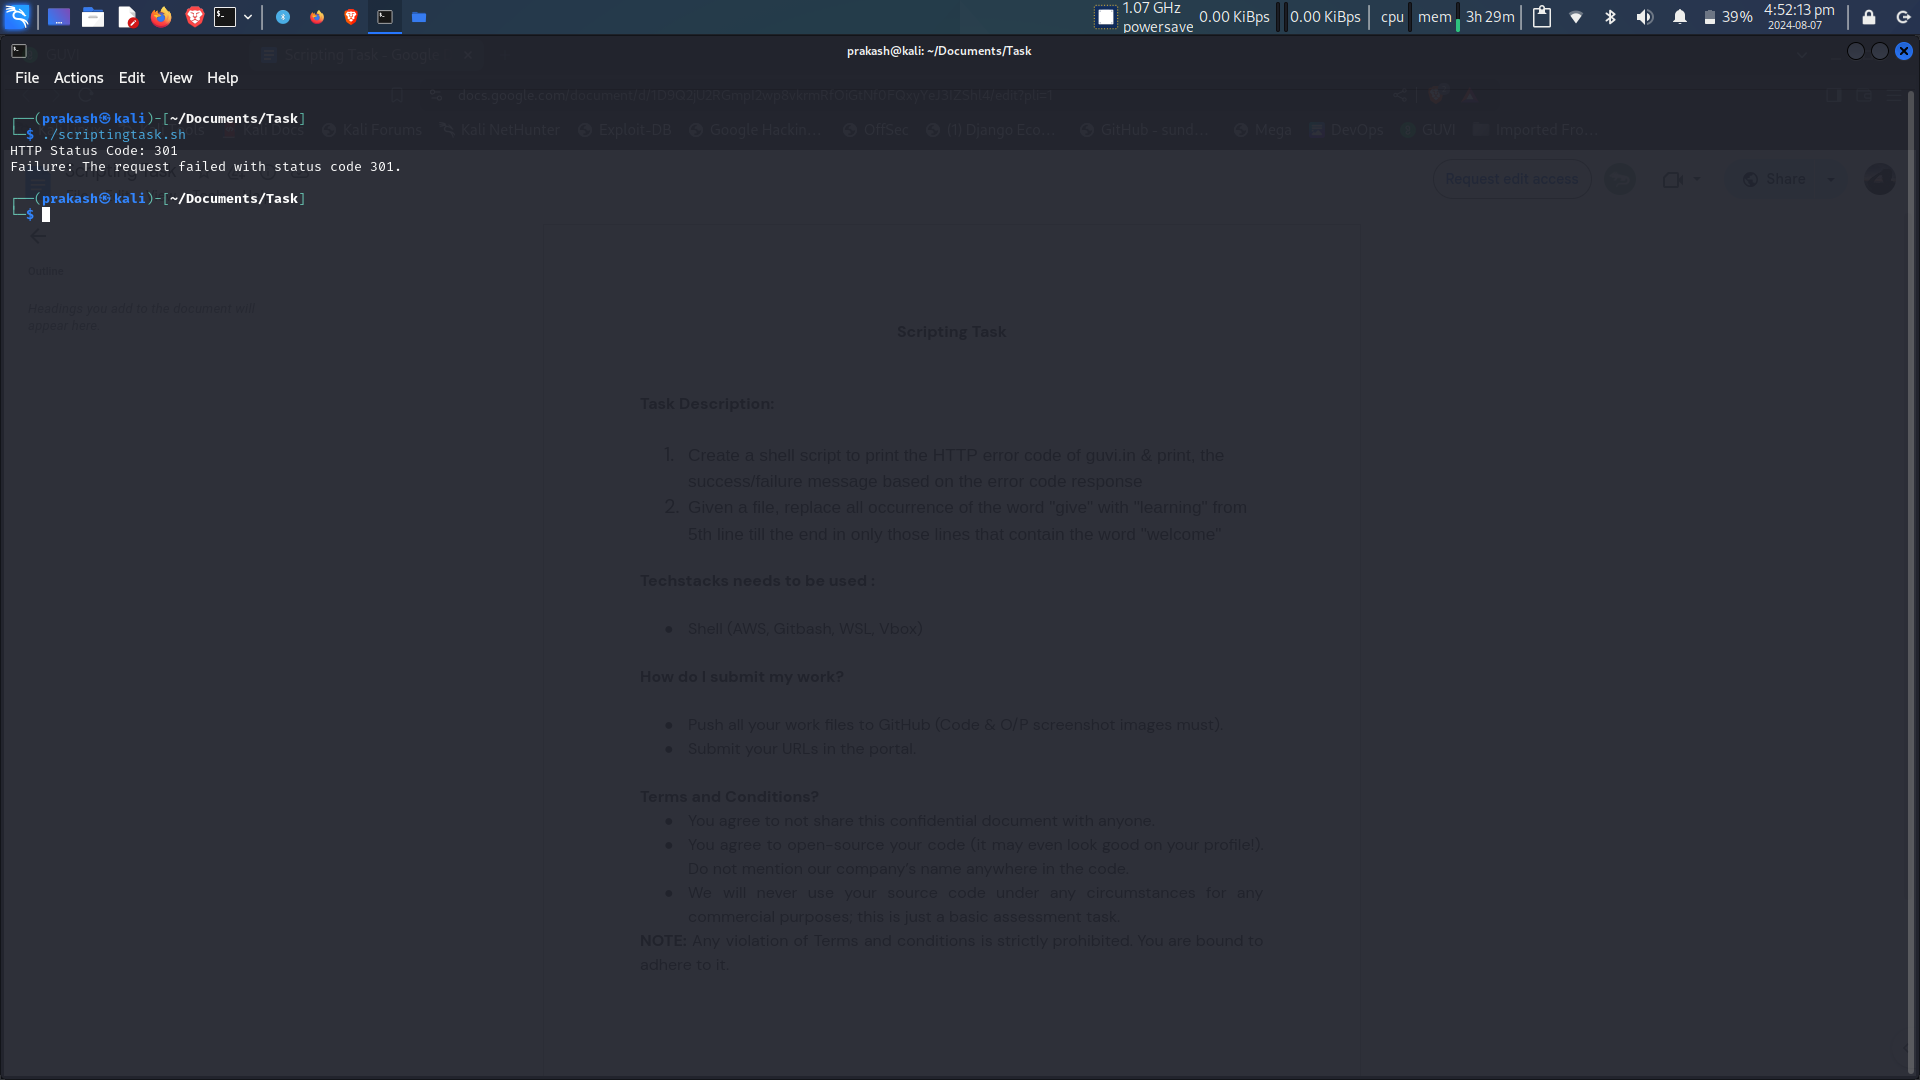 1.07 GHz
powersave
0.00 KiBps
0.00 KiBps
cpu
mem
3h 29m
39%
4:52:13 pm
2024-08-07
prakash@kali: ~/Documents/Task
GUVI
Scripting Task - Google
File Actions Edit View Help
┌──(prakash㉿kali)-[~/Documents/Task]
└─$ ./scriptingtask.sh
Kali Docs
Kali Forums
Kali NetHunter
Exploit-DB
Google Hackin...
OffSec
(1) Django Eco...
GitHub - sund...
Mega
DevOps
GUVI
Imported Fro...
HTTP Status Code: 301
Failure: The request failed with status code 301.
Request edit access
Share
┌──(prakash㉿kali)-[~/Documents/Task]
└─$
Outline
Headings you add to the document will
appear here.
Scripting Task
Task Description:
1. Create a shell script to print the HTTP error code of guvi.in & print, the
success/failure message based on the error code response
2. Given a file, replace all occurrence of the word "give" with "learning" from
5th line till the end in only those lines that contain the word "welcome"
Techstacks needs to be used :
● Shell (AWS, Gitbash, WSL, Vbox)
How do I submit my work?
● Push all your work files to GitHub (Code & O/P screenshot images must).
● Submit your URLs in the portal.
Terms and Conditions?
● You agree to not share this confidential document with anyone.
● You agree to open-source your code (it may even look good on your profile!).
Do not mention our company's name anywhere in the code.
● We will never use your source code under any circumstances for any
commercial purposes; this is just a basic assessment task.
NOTE: Any violation of Terms and conditions is strictly prohibited. You are bound to
adhere to it.